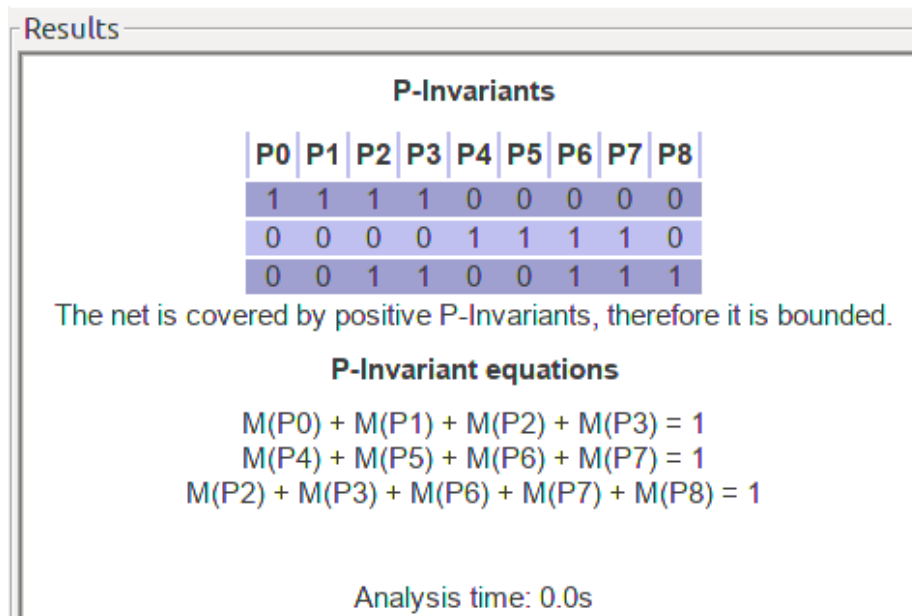 Results
P-Invariants
P0 P1 P2 P3 P4 P5 P6 P7 P8
1 1 1 1 0 0 0 0 0
0 0 0 0 1 1 1 1 0
0 0 1 1 0 0 1 1 1
The net is covered by positive P-Invariants, therefore it is bounded.
P-Invariant equations
M(P0) + M(P1) + M(P2) + M(P3) = 1
M(P4) + M(P5) + M(P6) + M(P7) = 1
M(P2) + M(P3) + M(P6) + M(P7) + M(P8) = 1
Analysis time: 0.0s